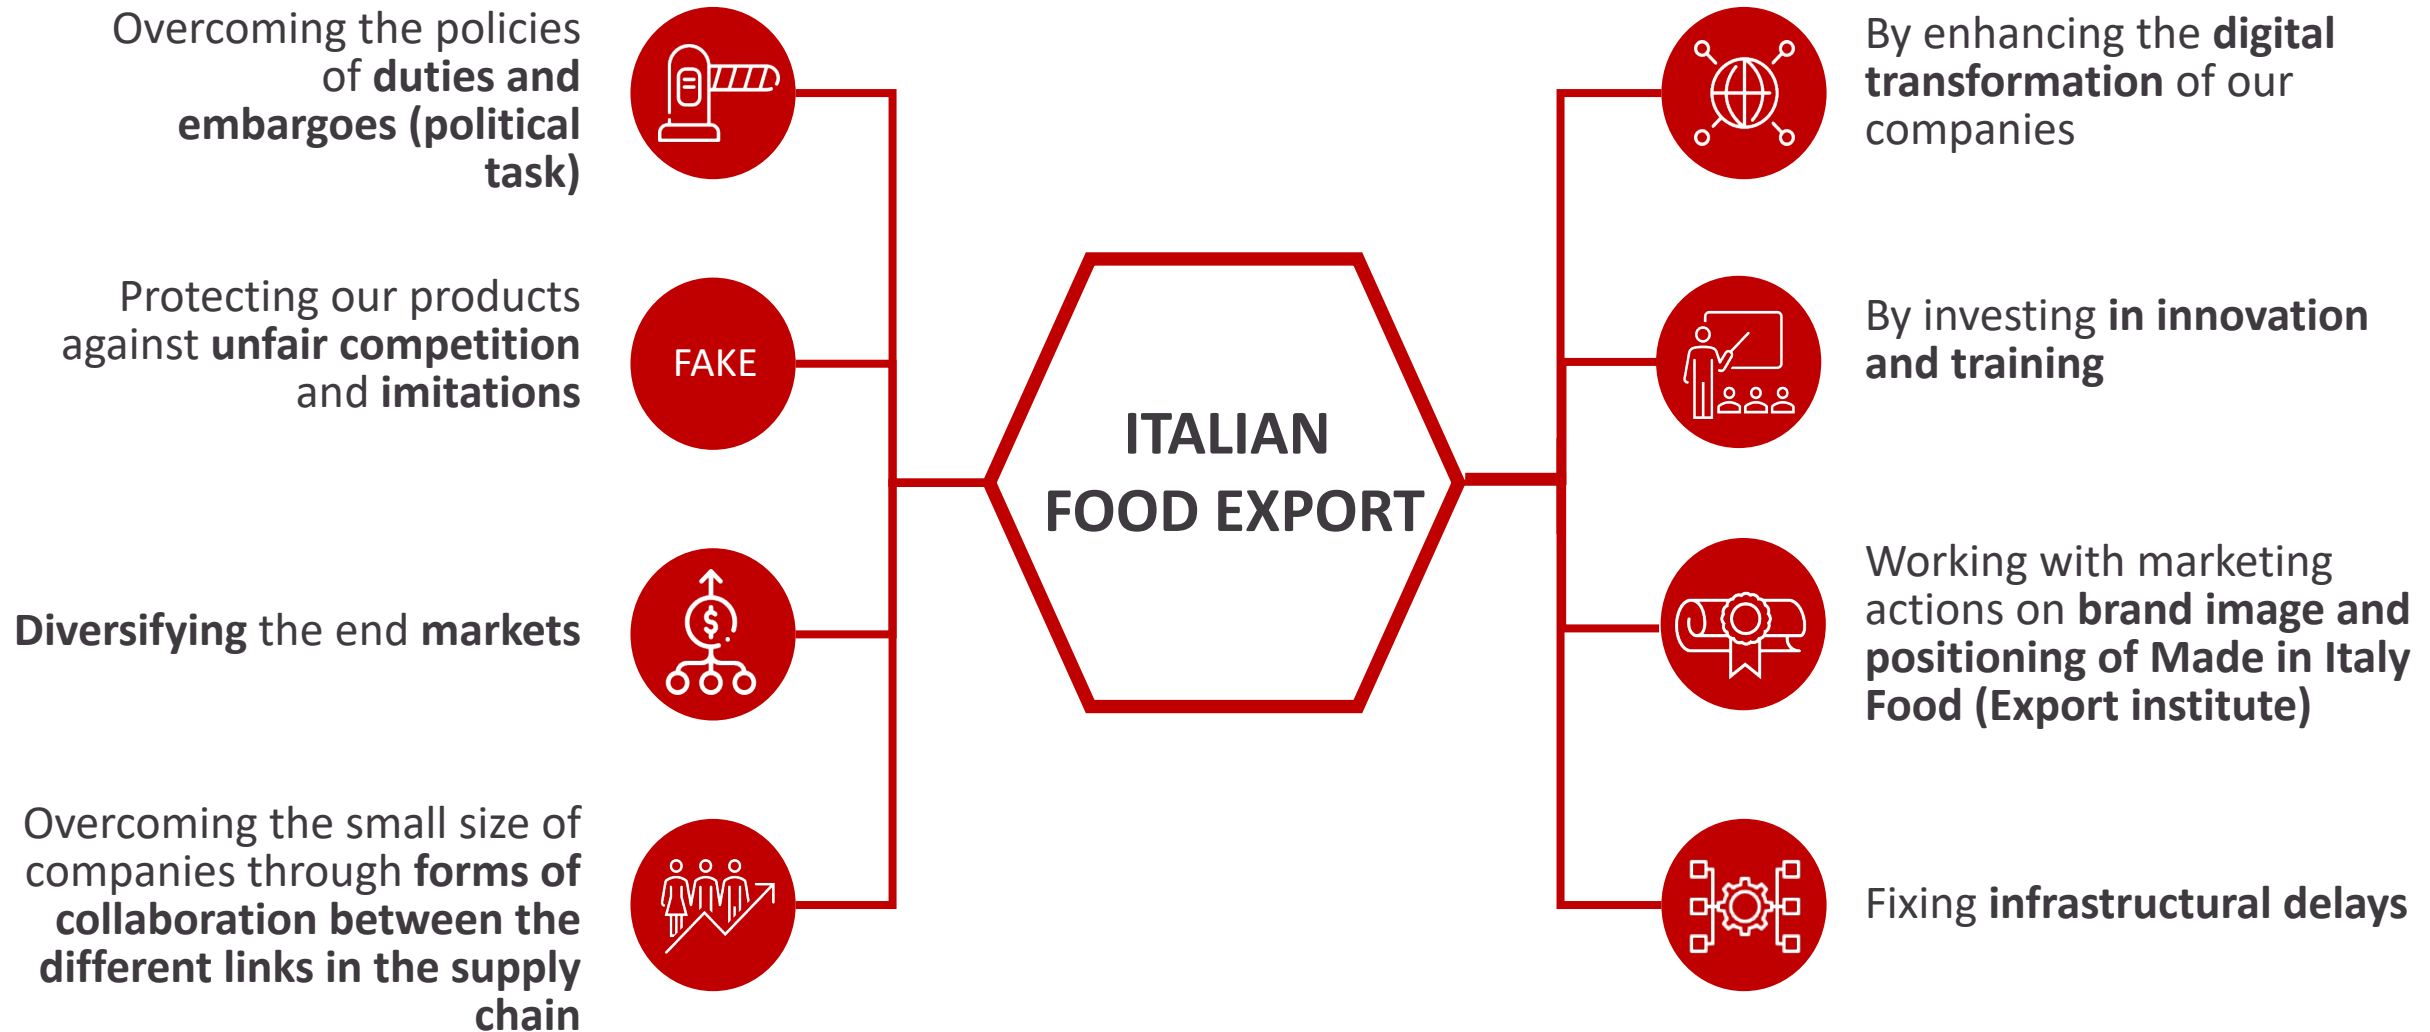 Overcoming the policies
of duties and
embargoes (political
task)
Protecting our products
against unfair competition
and imitations
FAKE
Diversifying the end markets
Overcoming the small size of
companies through forms of
collaboration between the
different links in the supply
chain
ITALIAN
FOOD EXPORT
By enhancing the digital
transformation of our
companies
By investing in innovation
and training
Working with marketing
actions on brand image and
positioning of Made in Italy
Food (Export institute)
Fixing infrastructural delays
$